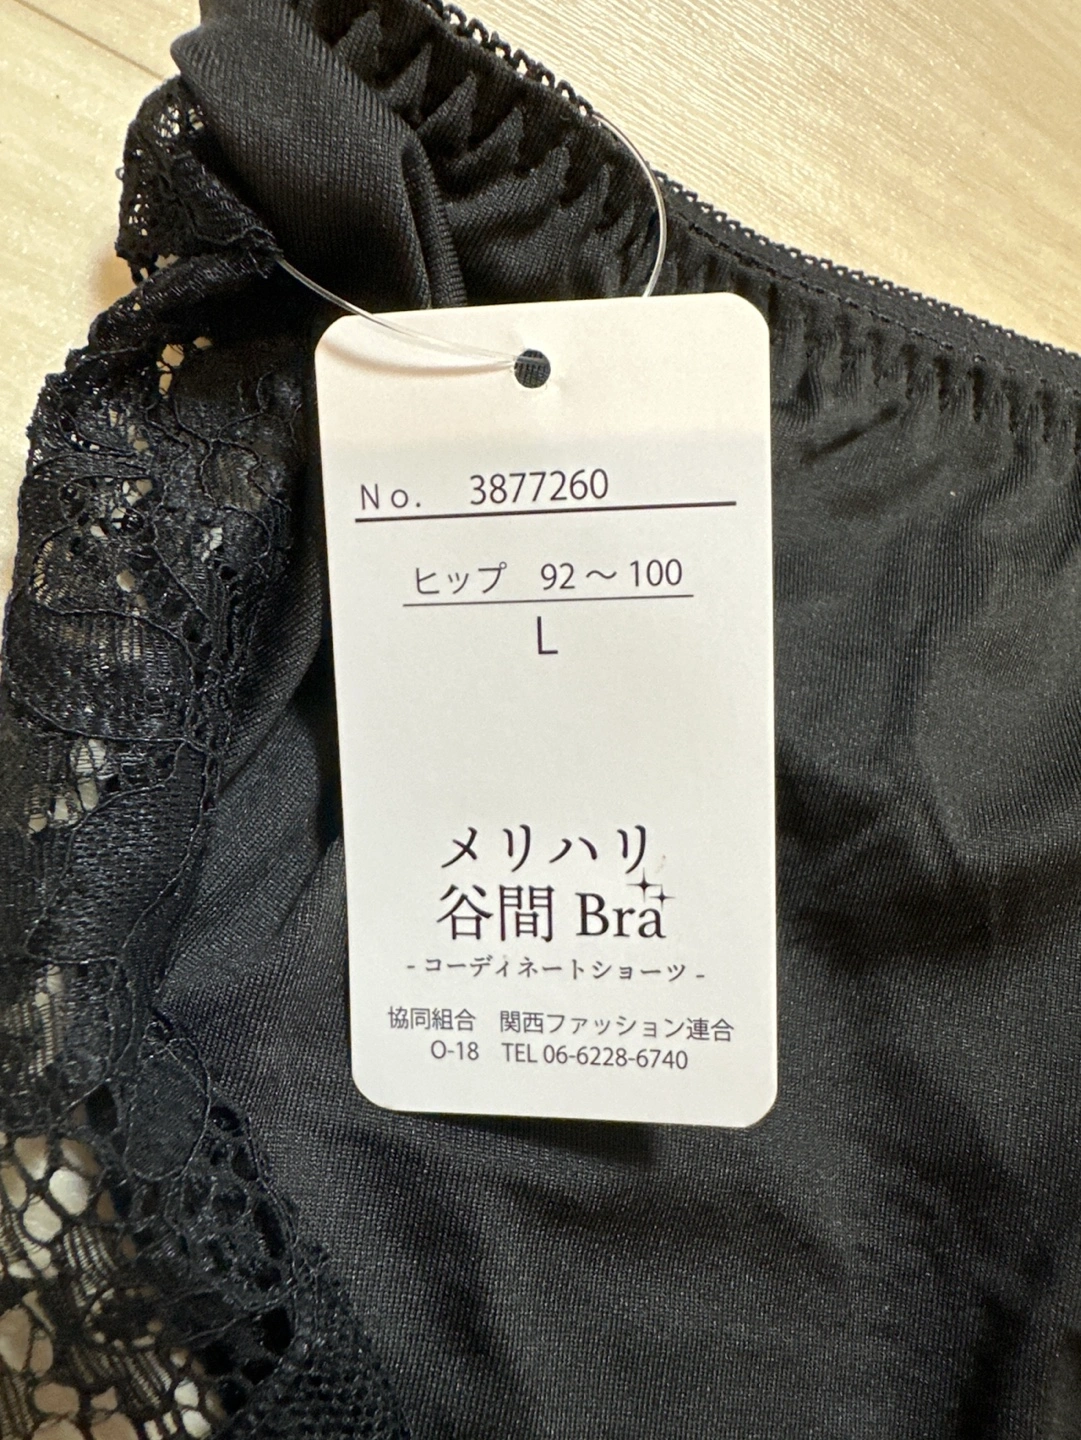 No. 3877260
ヒップ 92～100
L
メリハリ
谷間 Bra
- コーディネートショーツ -
協同組合 関西ファッション連合
O-18 TEL 06-6228-6740